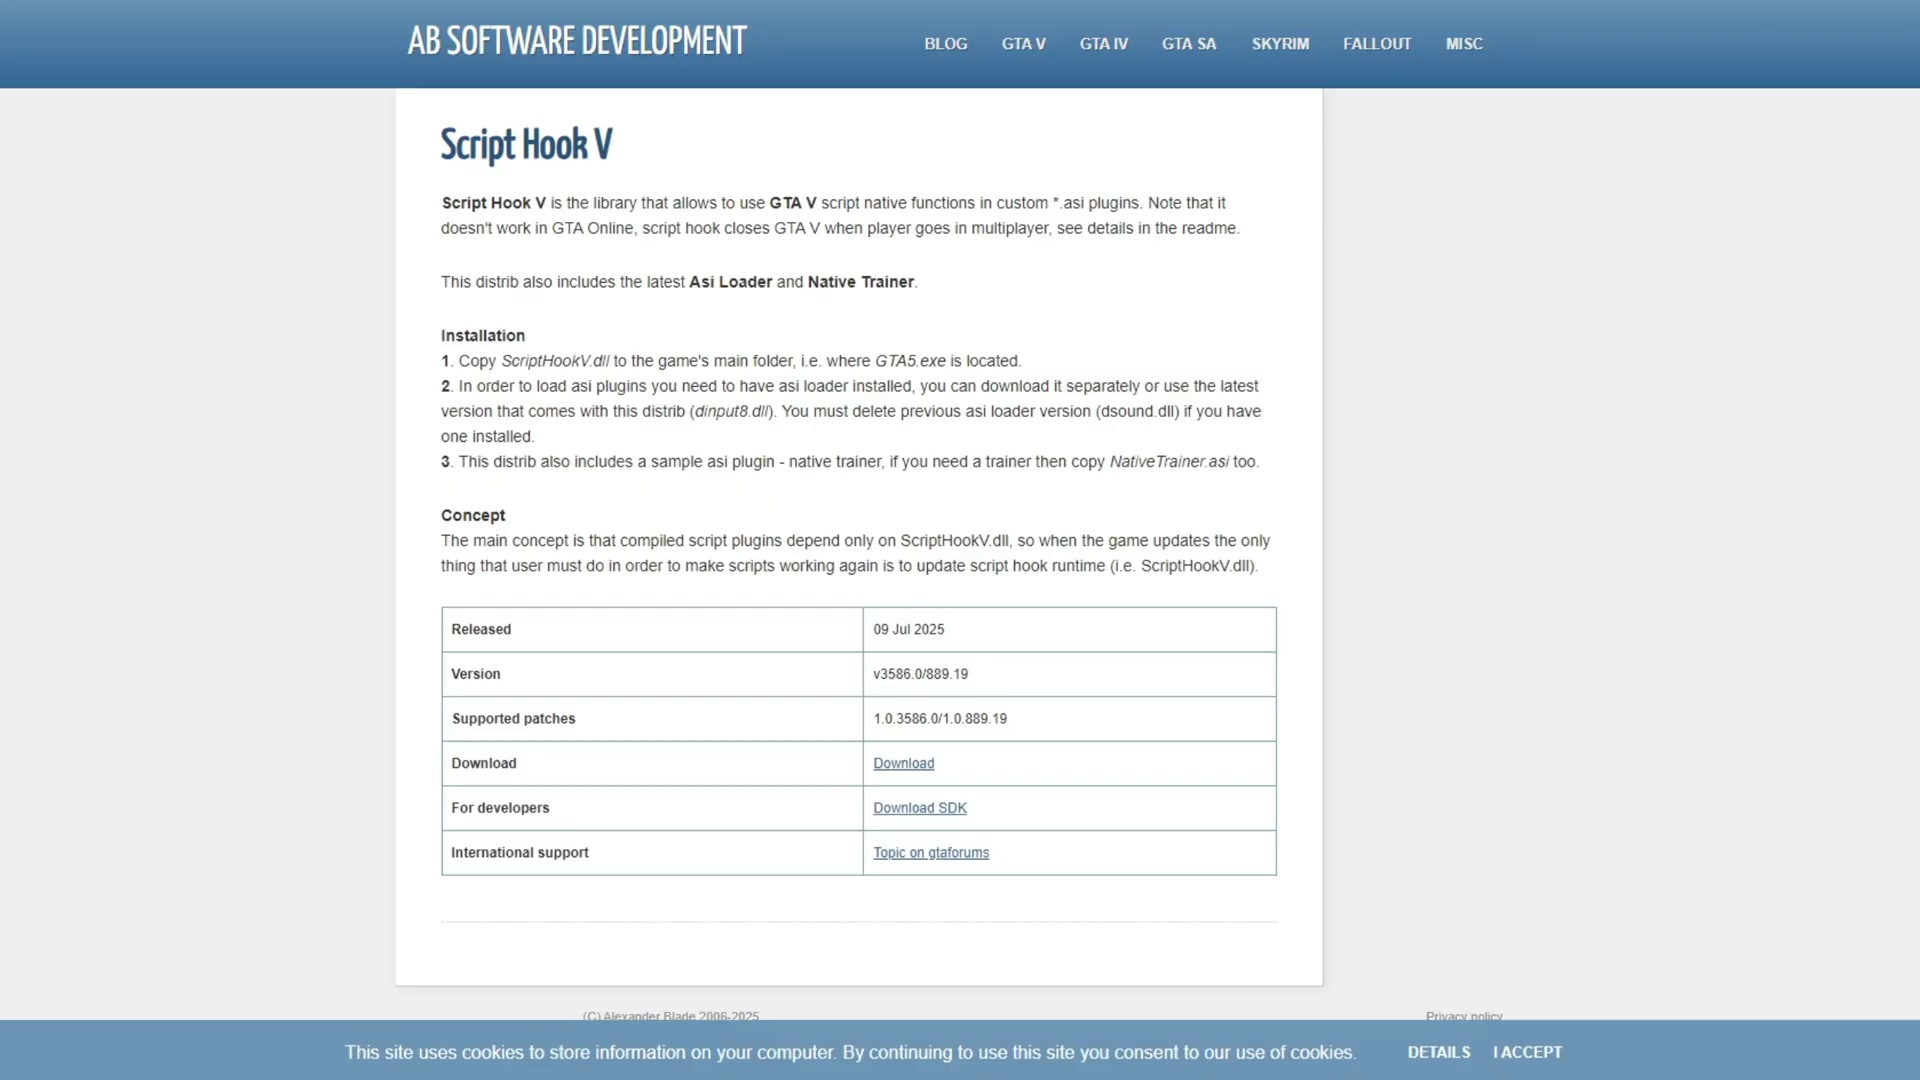 AB SOFTWARE DEVELOPMENT
BLOG GTA V GTA IV GTA SA SKYRIM FALLOUT MISC
Script Hook V
Script Hook V is the library that allows to use GTA V script native functions in custom *.asi plugins. Note that it
doesn't work in GTA Online, script hook closes GTA V when player goes in multiplayer, see details in the readme.
This distrib also includes the latest Asi Loader and Native Trainer.
Installation
1. Copy ScriptHookV.dll to the game's main folder, i.e. where GTA5.exe is located.
2. In order to load asi plugins you need to have asi loader installed, you can download it separately or use the latest
version that comes with this distrib (dinput8.dll). You must delete previous asi loader version (dsound.dll) if you have
one installed.
3. This distrib also includes a sample asi plugin - native trainer, if you need a trainer then copy NativeTrainer.asi too.
Concept
The main concept is that compiled script plugins depend only on ScriptHookV.dll, so when the game updates the only
thing that user must do in order to make scripts working again is to update script hook runtime (i.e. ScriptHookV.dll).
Released 09 Jul 2025
Version v3586.0/889.19
Supported patches 1.0.3586.0/1.0.889.19
Download Download
For developers Download SDK
International support Topic on gtaforums
(C) Alexander Blade 2006-2025 Privacy policy
This site uses cookies to store information on your computer. By continuing to use this site you consent to our use of cookies. DETAILS I ACCEPT